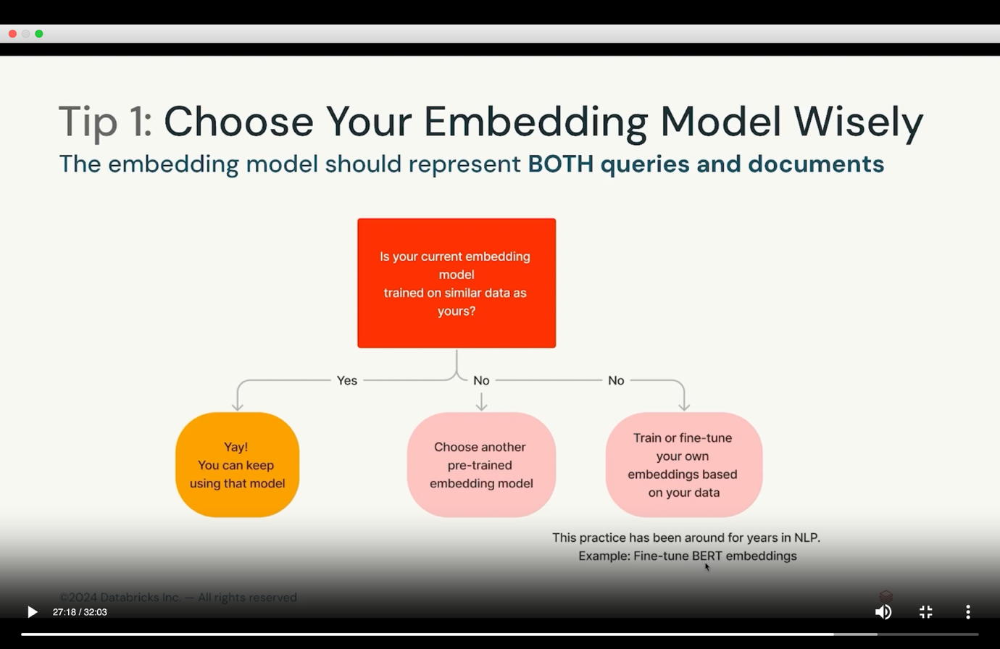 Tip 1: Choose Your Embedding Model Wisely
The embedding model should represent BOTH queries and documents
Is your current embedding
model
trained on similar data as
yours?
Yes
No
No
Yay!
You can keep
using that model
Choose another
pre-trained
embedding model
Train or fine-tune
your own
embeddings based
on your data
This practice has been around for years in NLP.
Example: Fine-tune BERT embeddings
©2024 Databricks Inc. — All rights reserved
27:18 / 32:03